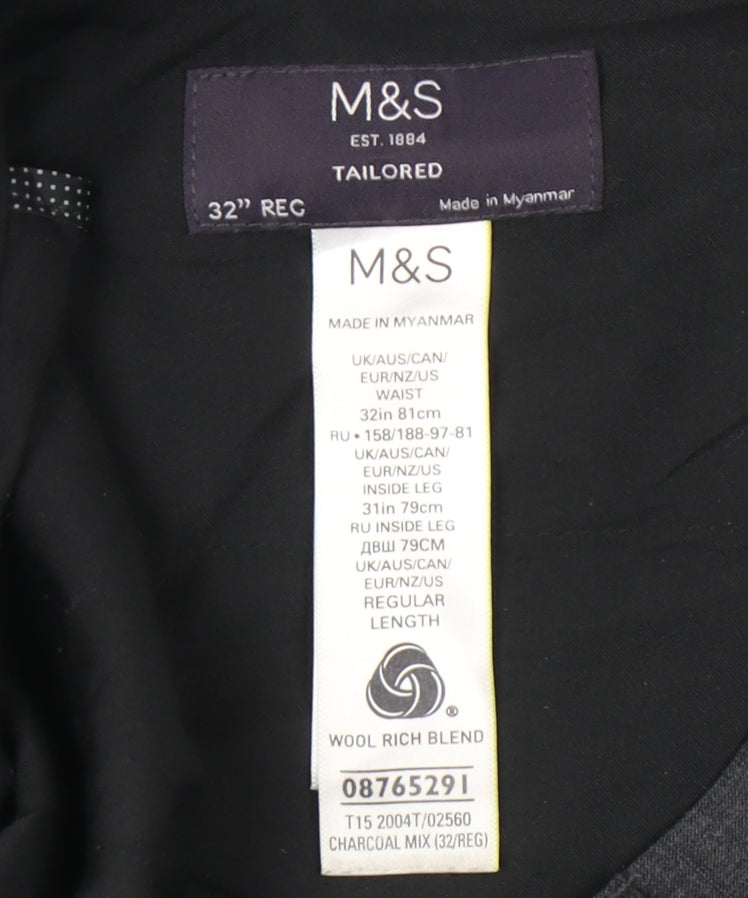 M&S
EST. 1884
TAILORED
32" REG
Made in Myanmar
M&S
MADE IN MYANMAR
UK/AUS/CAN/
EUR/NZ/US
WAIST
32in 81cm
RU • 158/188-97-81
UK/AUS/CAN/
EUR/NZ/US
INSIDE LEG
31in 79cm
RU INSIDE LEG
ДВШ 79СМ
UK/AUS/CAN/
EUR/NZ/US
REGULAR
LENGTH
®
WOOL RICH BLEND
08765291
T15 2004T/02560
CHARCOAL MIX (32/REG)